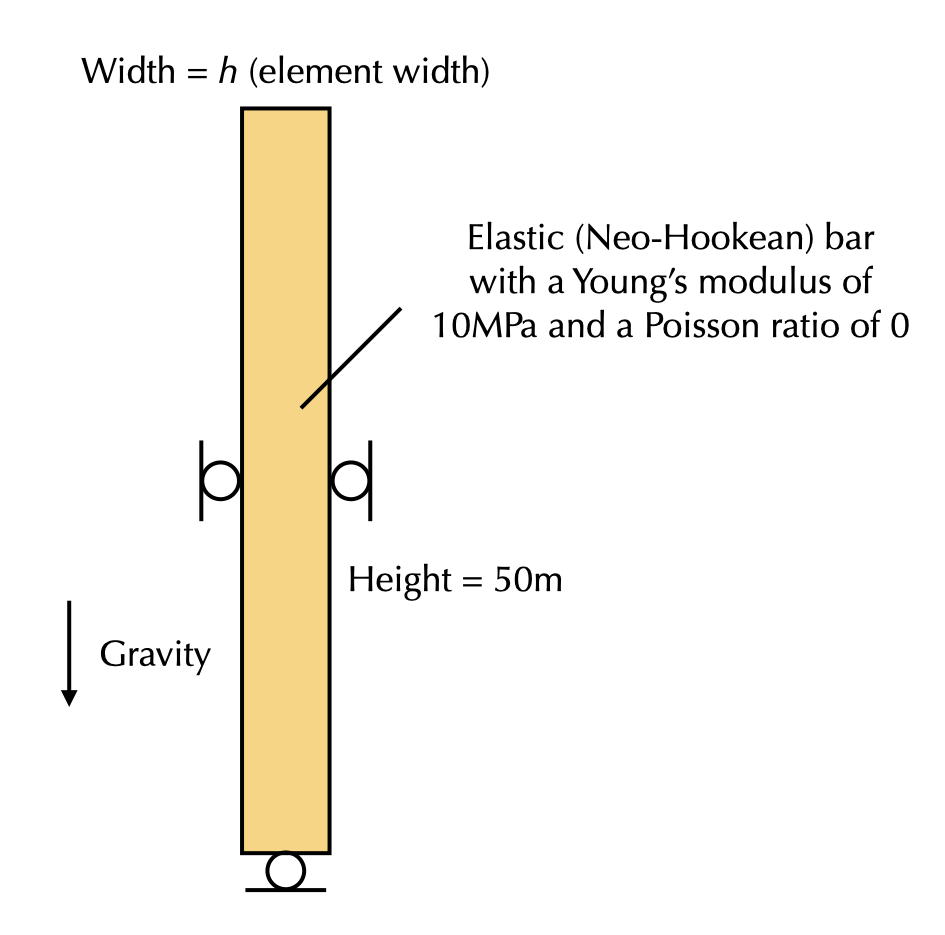 Width = h (element width)
Elastic (Neo-Hookean) bar
with a Young’s modulus of
10MPa and a Poisson ratio of 0
Height = 50m
Gravity